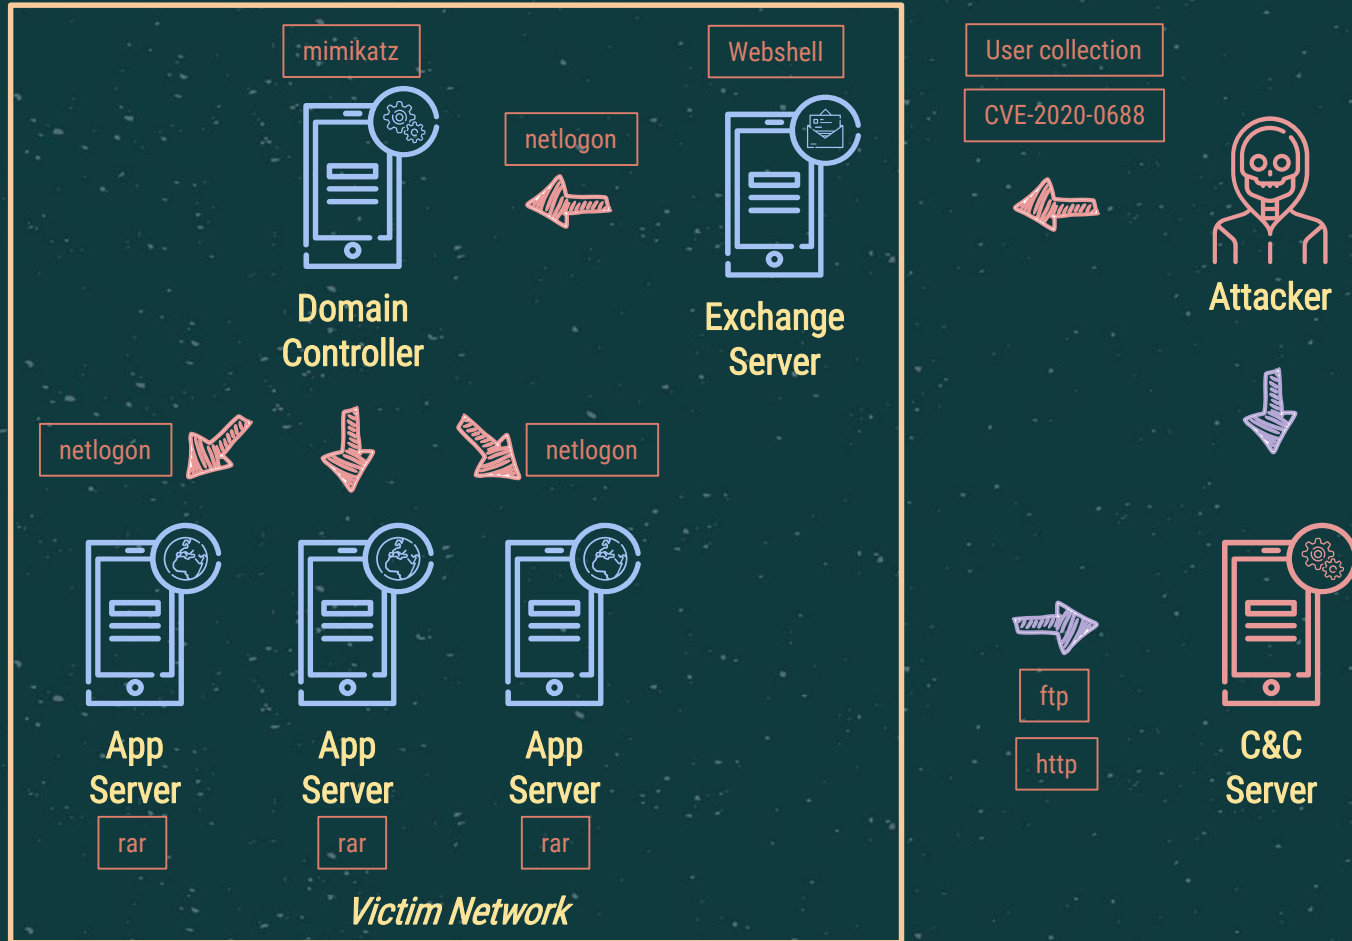 mimikatz
Webshell
User collection
CVE-2020-0688
netlogon
Domain
Controller
Exchange
Server
Attacker
netlogon
netlogon
App
Server
App
Server
App
Server
ftp
http
C&C
Server
rar
rar
rar
Victim Network